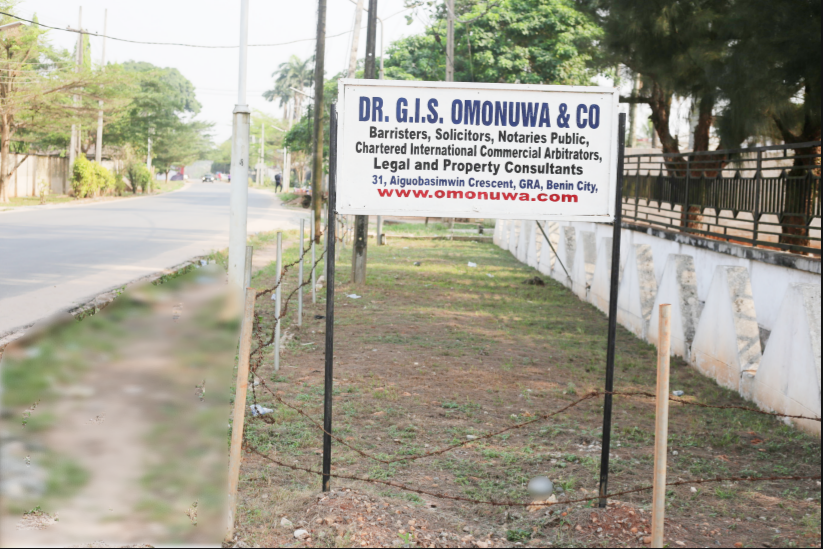 DR. G.I.S. OMONUWA & CO
Barristers, Solicitors, Notaries Public,
Chartered International Commercial Arbitrators,
Legal and Property Consultants
31, Aiguobasimwin Crescent, GRA, Benin City,
www.omonuwa.com